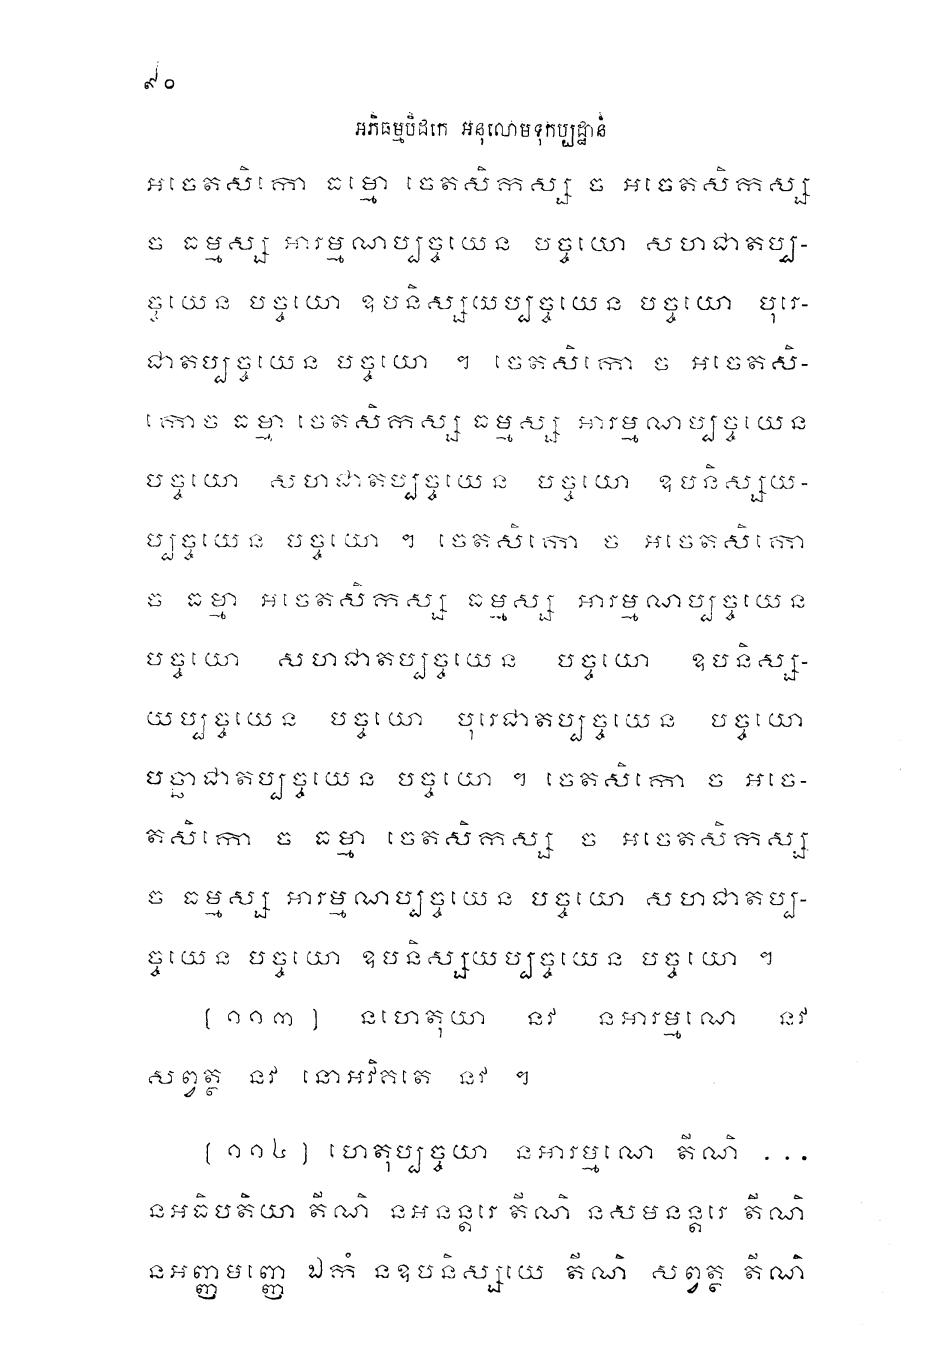 ៩០
អភិធម្មបិដកេ អនុលោមទុកប្បដ្ឋានំ
អចេតសិកោ ធម្មោ ចេតសិកស្ស ច អចេតសិកស្ស
ច ធម្មស្ស អារម្មណប្បច្ចយេន បច្ចយោ សហជាតប្ប-
ច្ចយេន បច្ចយោ ឧបនិស្សយប្បច្ចយេន បច្ចយោ បុរេ-
ជាតប្បច្ចយេន បច្ចយោ ។ ចេតសិកោ ច អចេតសិ-
កោ ច ធម្មា ចេតសិកស្ស ធម្មស្ស អារម្មណប្បច្ចយេន
បច្ចយោ សហជាតប្បច្ចយេន បច្ចយោ ឧបនិស្សយ-
ប្បច្ចយេន បច្ចយោ ។ ចេតសិកោ ច អចេតសិកោ
ច ធម្មា អចេតសិកស្ស ធម្មស្ស អារម្មណប្បច្ចយេន
បច្ចយោ សហជាតប្បច្ចយេន បច្ចយោ ឧបនិស្ស-
យប្បច្ចយេន បច្ចយោ បុរេជាតប្បច្ចយេន បច្ចយោ
បច្ឆាជាតប្បច្ចយេន បច្ចយោ ។ ចេតសិកោ ច អចេ-
តសិកោ ច ធម្មា ចេតសិកស្ស ច អចេតសិកស្ស
ច ធម្មស្ស អារម្មណប្បច្ចយេន បច្ចយោ សហជាតប្ប-
ច្ចយេន បច្ចយោ ឧបនិស្សយប្បច្ចយេន បច្ចយោ ។
[១១៣] នហេតុយា នវ នអារម្មណេ នវ
សព្វត្ថ នវ នោអវិគតេ នវ ។
[១១៤] ហេតុប្បច្ចយា នអារម្មណេ តីណិ ...
នអធិបតិយា តីណិ នអនន្តរេ តីណិ នសមនន្តរេ តីណិ
នអញ្ញមញ្ញេ ឯកំ នឧបនិស្សយេ តីណិ សព្វត្ថ តីណិ